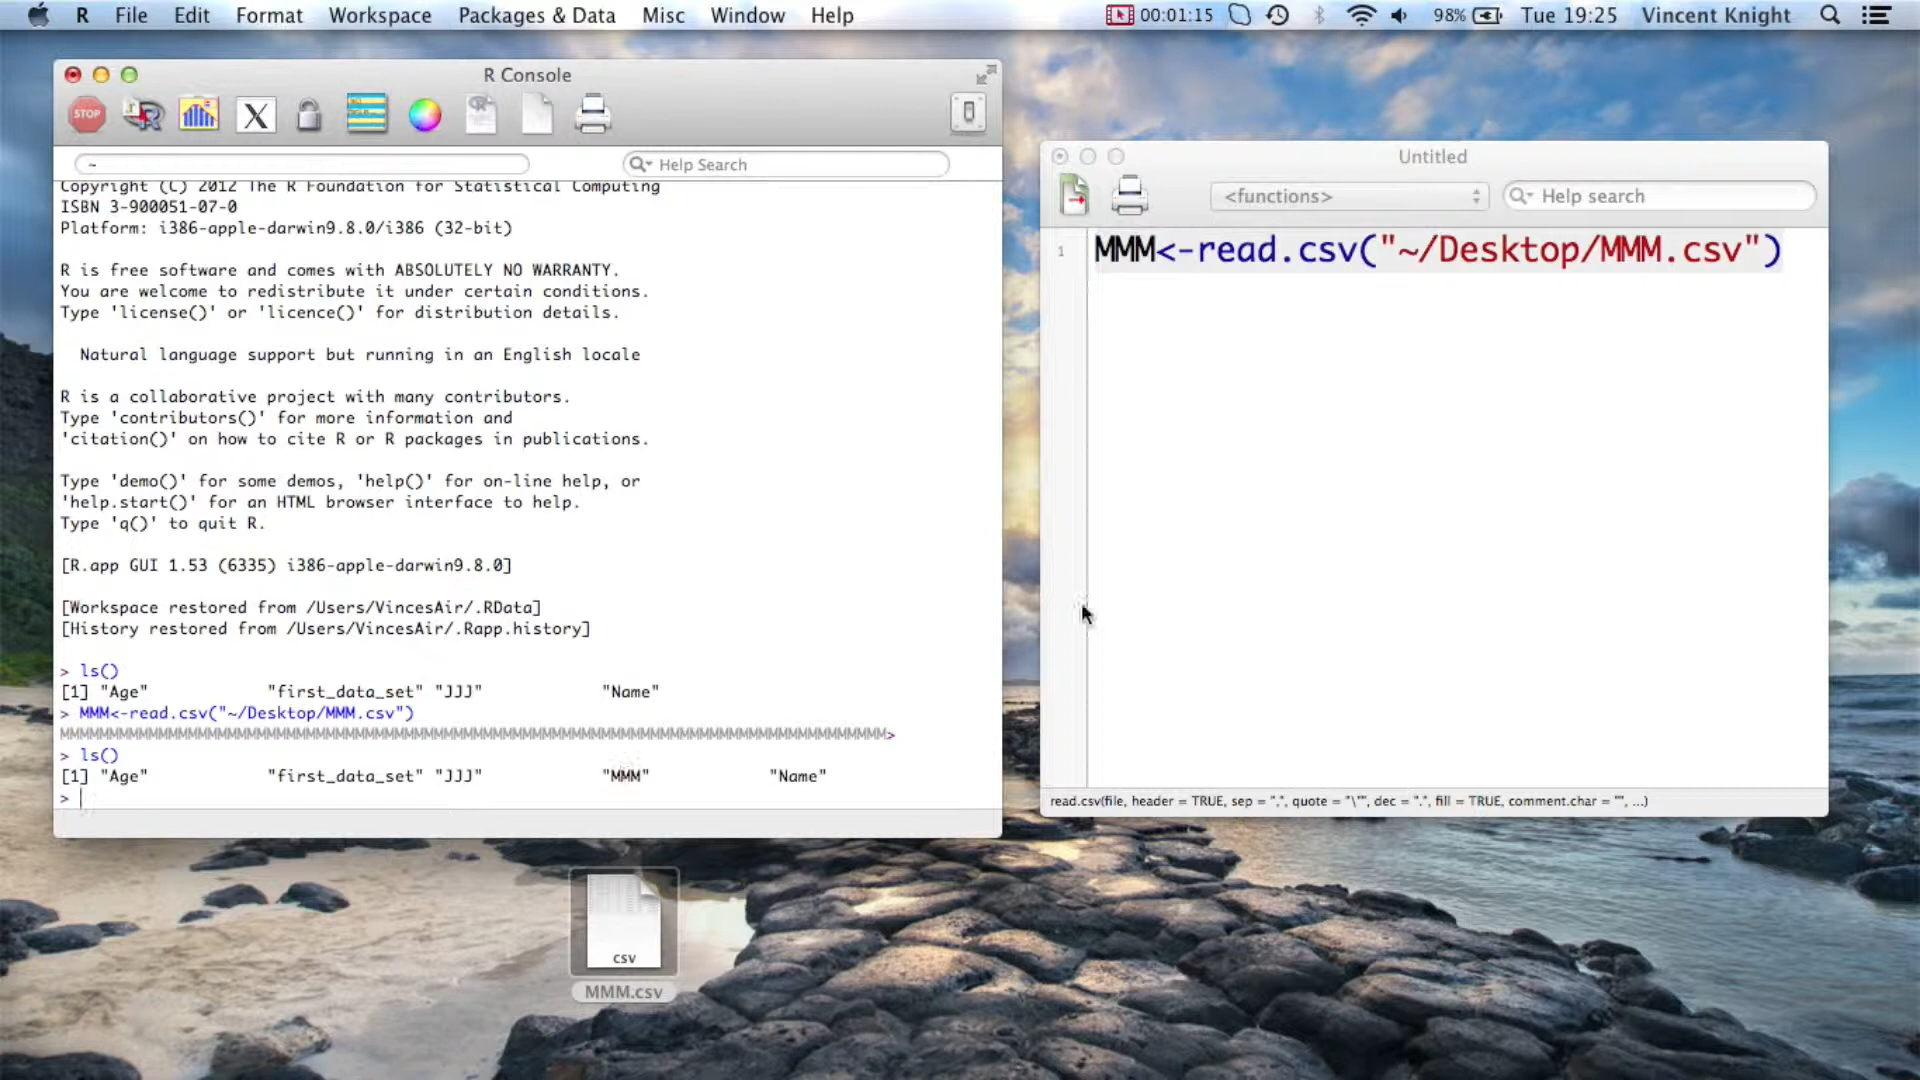 R File Edit Format Workspace Packages & Data Misc Window Help 00:01:15 98% Tue 19:25 Vincent Knight
R Console
STOP X
~ Help Search
Copyright (C) 2012 The R Foundation for Statistical Computing
ISBN 3-900051-07-0
Platform: i386-apple-darwin9.8.0/i386 (32-bit)
R is free software and comes with ABSOLUTELY NO WARRANTY.
You are welcome to redistribute it under certain conditions.
Type 'license()' or 'licence()' for distribution details.
Natural language support but running in an English locale
R is a collaborative project with many contributors.
Type 'contributors()' for more information and
'citation()' on how to cite R or R packages in publications.
Type 'demo()' for some demos, 'help()' for on-line help, or
'help.start()' for an HTML browser interface to help.
Type 'q()' to quit R.
[R.app GUI 1.53 (6335) i386-apple-darwin9.8.0]
[Workspace restored from /Users/VincesAir/.RData]
[History restored from /Users/VincesAir/.Rapp.history]
> ls()
[1] "Age" "first_data_set" "JJJ" "Name"
> MMM<-read.csv("~/Desktop/MMM.csv")
>
> ls()
[1] "Age" "first_data_set" "JJJ" "MMM" "Name"
>
Untitled
<functions> Help search
1 MMM<-read.csv("~/Desktop/MMM.csv")
read.csv(file, header = TRUE, sep = ",", quote = "\"", dec = ".", fill = TRUE, comment.char = "", ...)
csv
MMM.csv